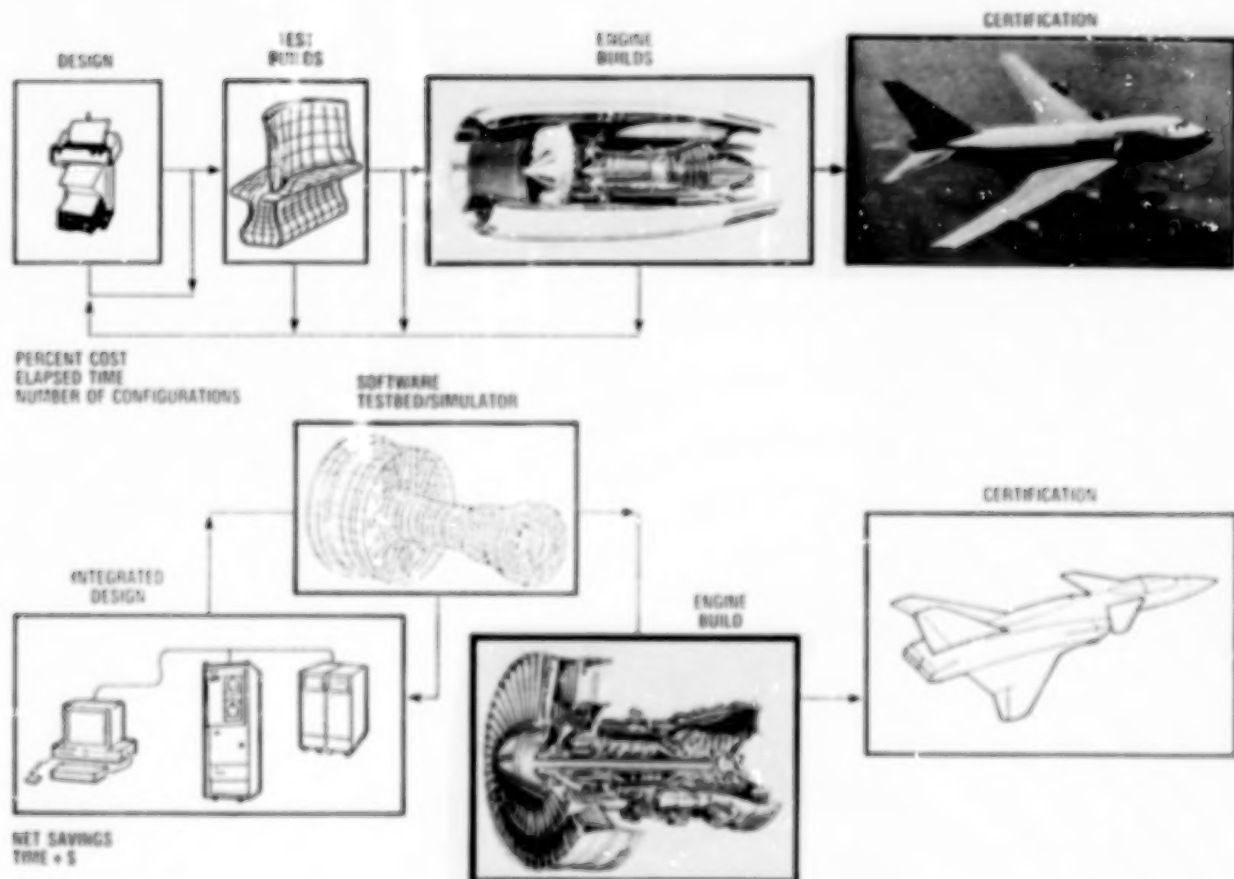 DESIGN
TEST
BUILDS
ENGINE
BUILDS
CERTIFICATION
PERCENT COST
ELAPSED TIME
NUMBER OF CONFIGURATIONS
SOFTWARE
TESTBED/SIMULATOR
INTEGRATED
DESIGN
ENGINE
BUILD
CERTIFICATION
NET SAVINGS
TIME + $